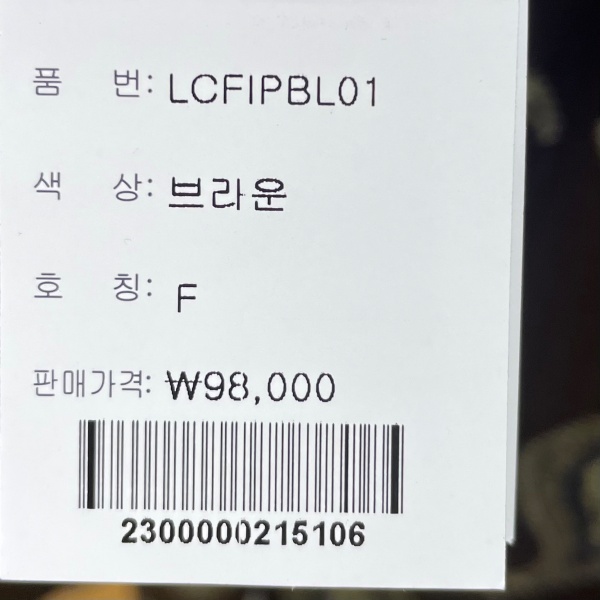 품 번: LCFIPBL01
색 상: 브라운
호 칭: F
판매가격: ₩98,000
2300000215106